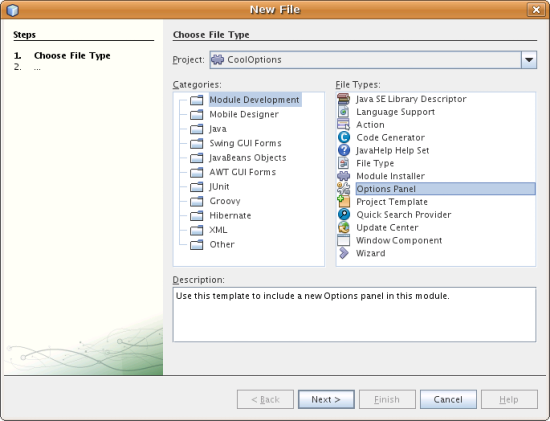 New File
Steps
1. Choose File Type
2. ...
Choose File Type
Project: CoolOptions
Categories:
Module Development
Mobile Designer
Java
Swing GUI Forms
JavaBeans Objects
AWT GUI Forms
JUnit
Groovy
Hibernate
XML
Other
File Types:
Java SE Library Descriptor
Language Support
Action
Code Generator
JavaHelp Help Set
File Type
Module Installer
Options Panel
Project Template
Quick Search Provider
Update Center
Window Component
Wizard
Description:
Use this template to include a new Options panel in this module.
< Back Next > Finish Cancel Help